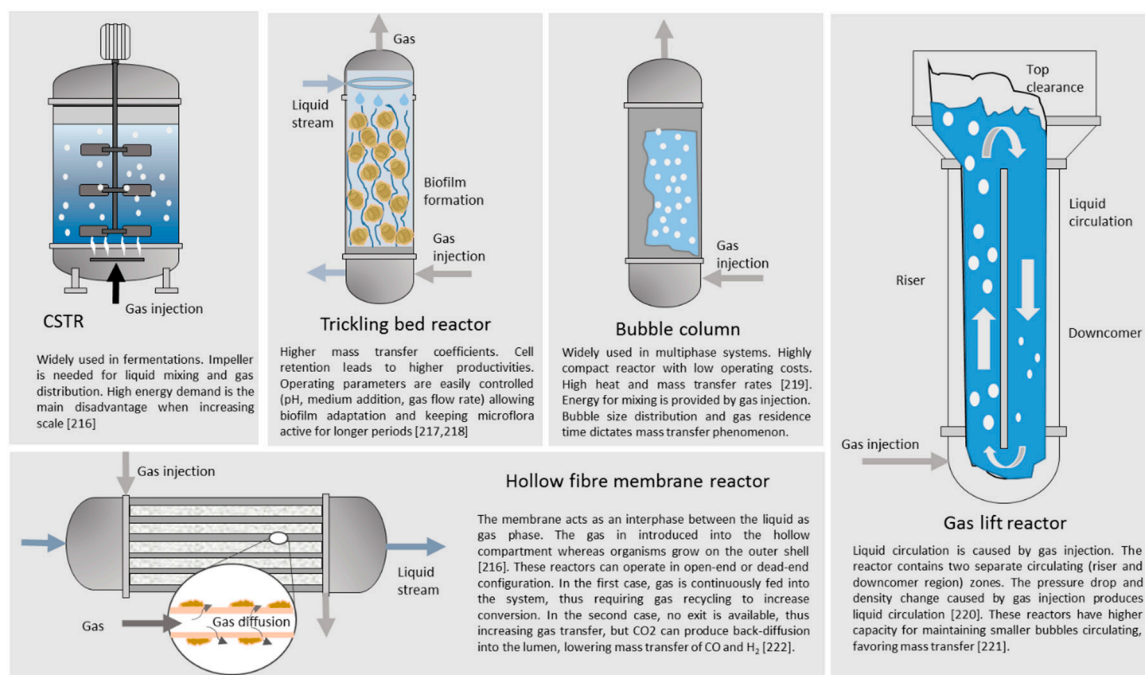 Gas injection
CSTR
Widely used in fermentations. Impeller
is needed for liquid mixing and gas
distribution. High energy demand is the
main disadvantage when increasing
scale [216]
Gas
Liquid
stream
Biofilm
formation
Gas
injection
Trickling bed reactor
Higher mass transfer coefficients. Cell
retention leads to higher productivities.
Operating parameters are easily controlled
(pH, medium addition, gas flow rate) allowing
biofilm adaptation and keeping microflora
active for longer periods [217,218]
Gas
injection
Bubble column
Widely used in multiphase systems. Highly
compact reactor with low operating costs.
High heat and mass transfer rates [219].
Energy for mixing is provided by gas injection.
Bubble size distribution and gas residence
time dictates mass transfer phenomenon.
Top
clearance
Liquid
circulation
Riser
Downcomer
Gas injection
Gas lift reactor
Liquid circulation is caused by gas injection. The
reactor contains two separate circulating (riser and
downcomer region) zones. The pressure drop and
density change caused by gas injection produces
liquid circulation [220]. These reactors have higher
capacity for maintaining smaller bubbles circulating,
favoring mass transfer [221].
Gas injection
Liquid
stream
Gas
Gas diffusion
Hollow fibre membrane reactor
The membrane acts as an interphase between the liquid as
gas phase. The gas in introduced into the hollow
compartment whereas organisms grow on the outer shell
[216]. These reactors can operate in open-end or dead-end
configuration. In the first case, gas is continuously fed into
the system, thus requiring gas recycling to increase
conversion. In the second case, no exit is available, thus
increasing gas transfer, but CO2 can produce back-diffusion
into the lumen, lowering mass transfer of CO and H₂ [222].